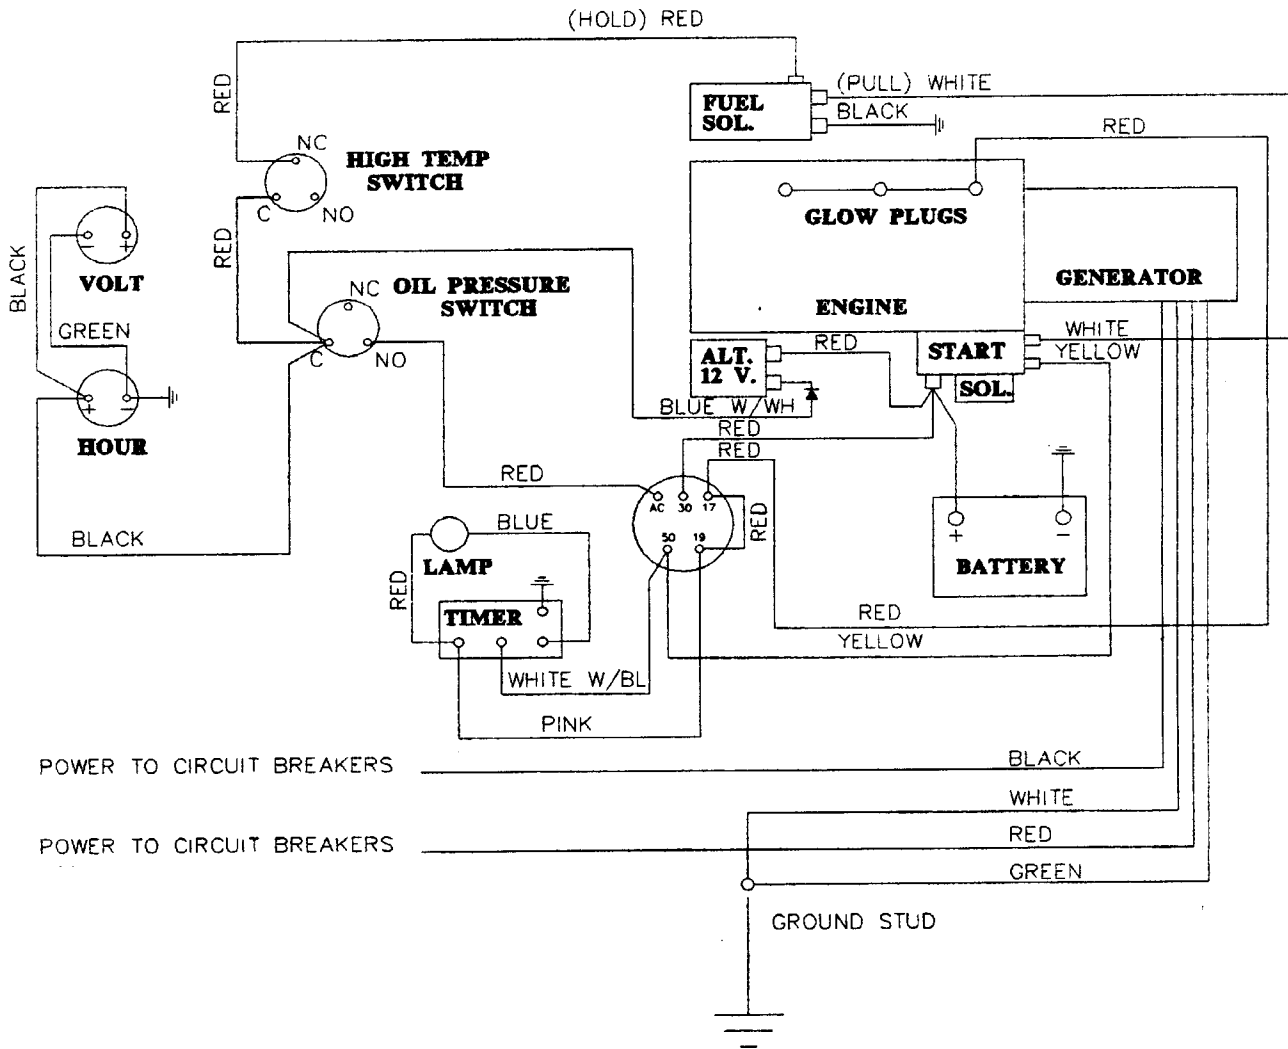 (HOLD) RED
RED
(PULL) WHITE
FUEL
SOL.
BLACK
RED
NC
HIGH TEMP
SWITCH
C
NO
GLOW PLUGS
RED
- +
VOLT
BLACK
NC
OIL PRESSURE
SWITCH
GENERATOR
ENGINE
GREEN
C
NO
RED
START
WHITE
YELLOW
ALT.
12 V.
SOL.
+ -
HOUR
BLUE W/WH
RED
RED
RED
AC 30 17
50 19
RED
BLUE
LAMP
BLACK
RED
+ -
BATTERY
TIMER
RED
YELLOW
WHITE W/BL
PINK
POWER TO CIRCUIT BREAKERS
BLACK
WHITE
RED
POWER TO CIRCUIT BREAKERS
GREEN
GROUND STUD